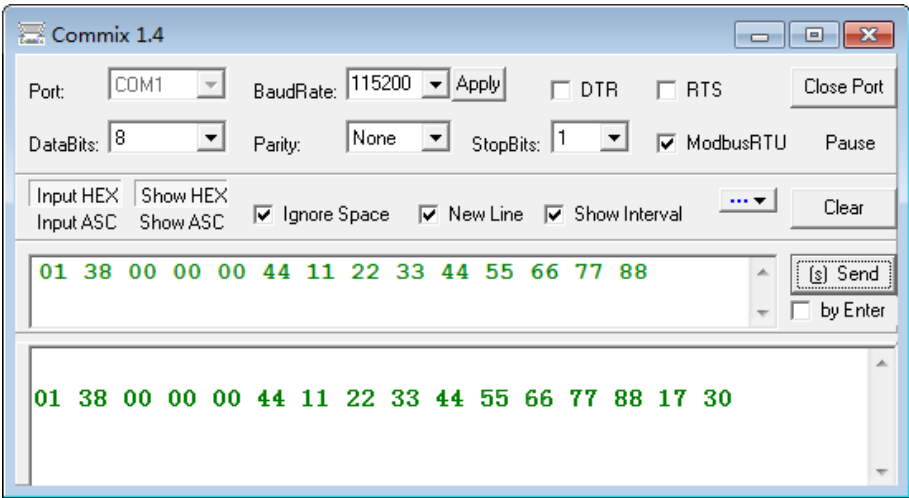 Commix 1.4
Port: COM1 BaudRate: 115200 Apply DTR RTS Close Port
DataBits: 8 Parity: None StopBits: 1 ModbusRTU Pause
Input HEX Show HEX
Input ASC Show ASC
Ignore Space New Line Show Interval ... Clear
01 38 00 00 00 44 11 22 33 44 55 66 77 88
(s) Send
by Enter
01 38 00 00 00 44 11 22 33 44 55 66 77 88 17 30